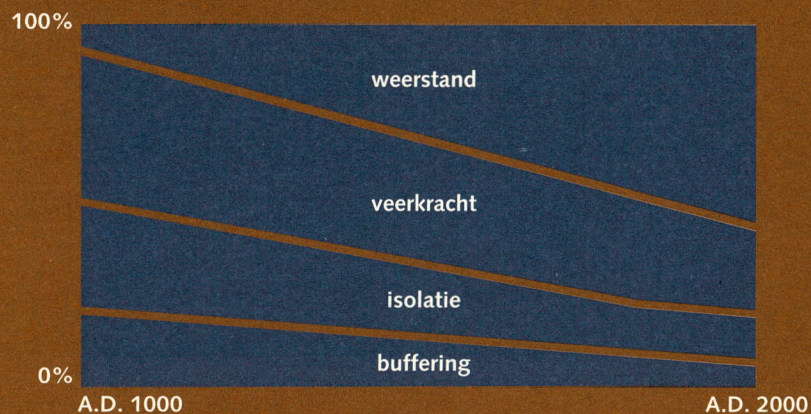 100%
weerstand
veerkracht
isolatie
buffering
0%
A.D. 1000
A.D. 2000